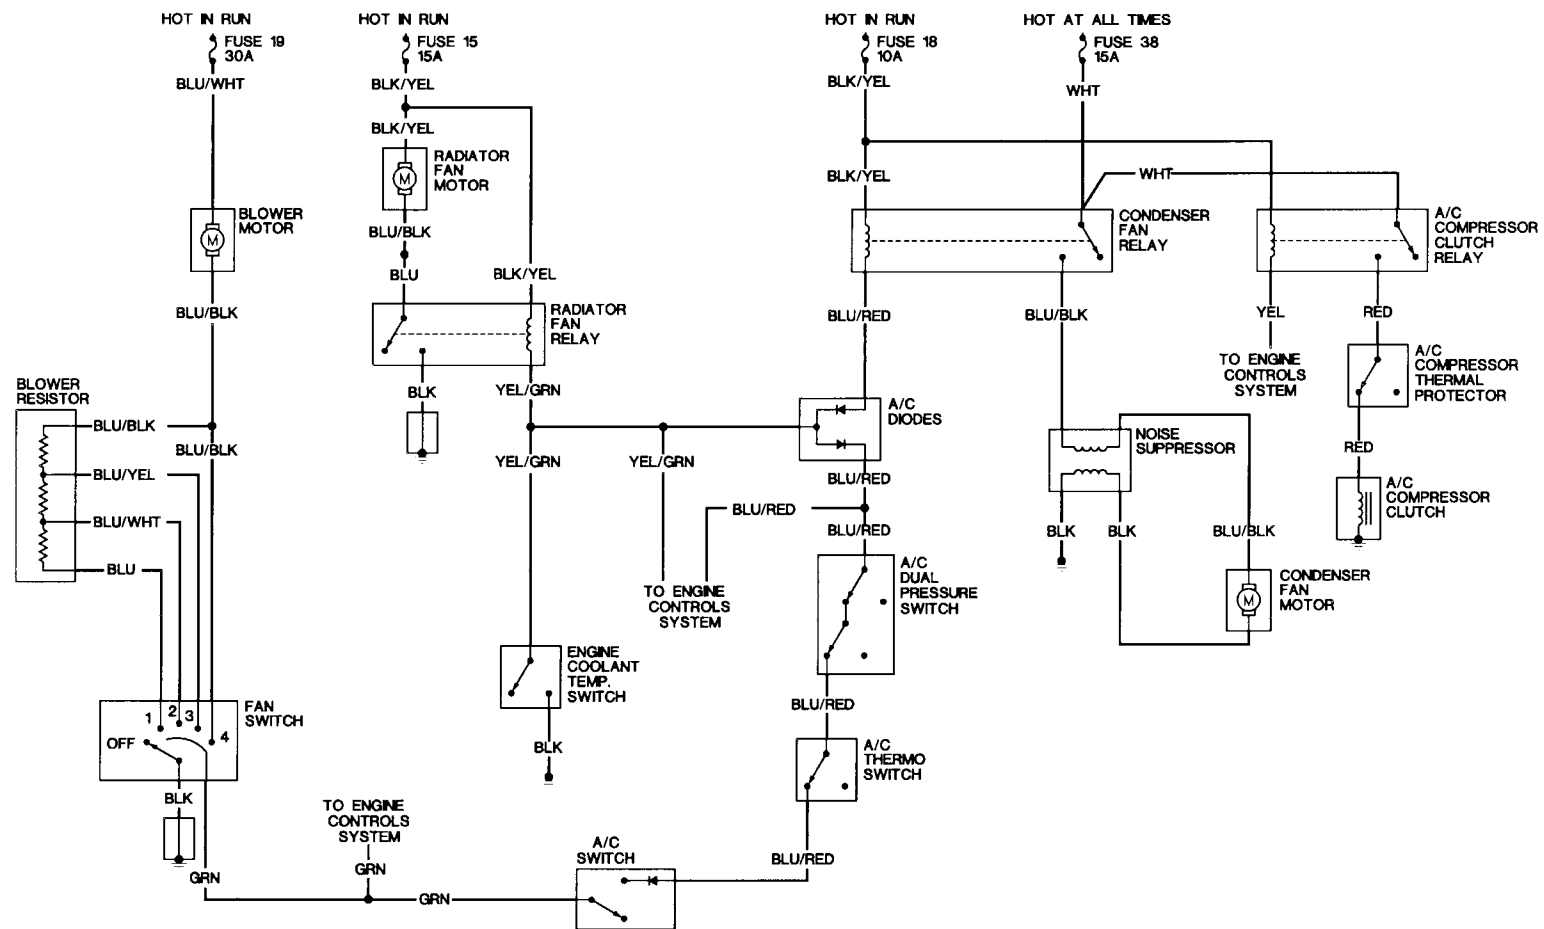 HOT IN RUN
FUSE 19
30A
BLU/WHT
HOT IN RUN
FUSE 15
15A
BLK/YEL
BLK/YEL
HOT IN RUN
FUSE 18
10A
BLK/YEL
BLK/YEL
HOT AT ALL TIMES
FUSE 38
15A
WHT
WHT
BLOWER
MOTOR
M
BLU/BLK
RADIATOR
FAN
MOTOR
M
BLU/BLK
BLU
BLK/YEL
RADIATOR
FAN
RELAY
BLK
YEL/GRN
CONDENSER
FAN
RELAY
A/C
COMPRESSOR
CLUTCH
RELAY
BLU/RED
BLU/BLK
YEL
RED
TO ENGINE
CONTROLS
SYSTEM
A/C
COMPRESSOR
THERMAL
PROTECTOR
BLOWER
RESISTOR
BLU/BLK
BLU/BLK
BLU/YEL
BLU/WHT
BLU
A/C
DIODES
YEL/GRN
YEL/GRN
BLU/RED
BLU/RED
BLU/RED
NOISE
SUPPRESSOR
RED
A/C
COMPRESSOR
CLUTCH
BLK
BLK
BLU/BLK
CONDENSER
FAN
MOTOR
M
TO ENGINE
CONTROLS
SYSTEM
A/C
DUAL
PRESSURE
SWITCH
ENGINE
COOLANT
TEMP.
SWITCH
BLK
BLU/RED
A/C
THERMO
SWITCH
FAN
SWITCH
1
2
3
4
OFF
BLK
GRN
TO ENGINE
CONTROLS
SYSTEM
GRN
GRN
A/C
SWITCH
BLU/RED